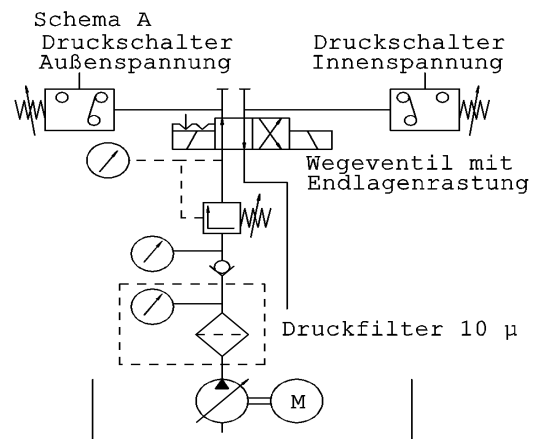 Schema A
Druckschalter
Außenspannung
Druckschalter
Innenspannung
Wegeventil mit
Endlagenrastung
Druckfilter 10 µ
M